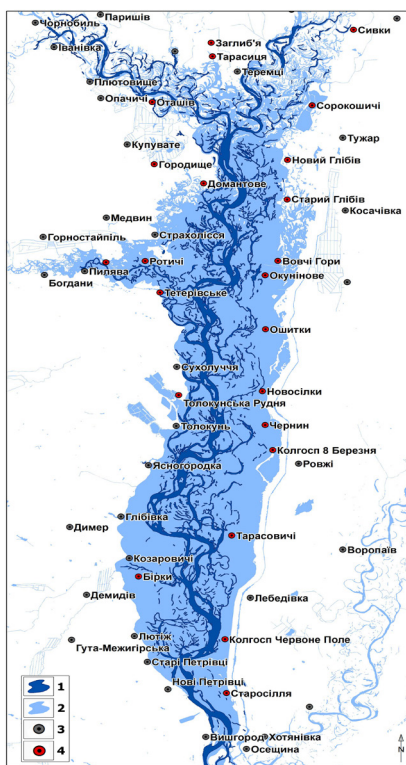 Паришів
Чорнобиль
Сивки
Іванівка
Заглиб'я
Тарасиця
Теремці
Плютовище
Опачичі
Оташів
Сорокошичі
Тужар
Купувате
Городище
Новий Глібів
Домантове
Старий Глібів
Косачівка
Медвин
Страхолісся
Горностайпіль
Ротичі
Вовчі Гори
Пилява
Окунінове
Богдани
Тетерівське
Ошитки
Сухолуччя
Новосілки
Толокунська Рудня
Толокунь
Чернин
Колгосп 8 Березня
Ясногородка
Ровжі
Глібівка
Димер
Тарасовичі
Воропаїв
Козаровичі
Бірки
Демидів
Лебедівка
Лютіж
Колгосп Червоне Поле
Гута-Межигірська
Старі Петрівці
Нові Петрівці
Старосілля
Вишгород
Хотянівка
Осещина
1
2
3
4
N